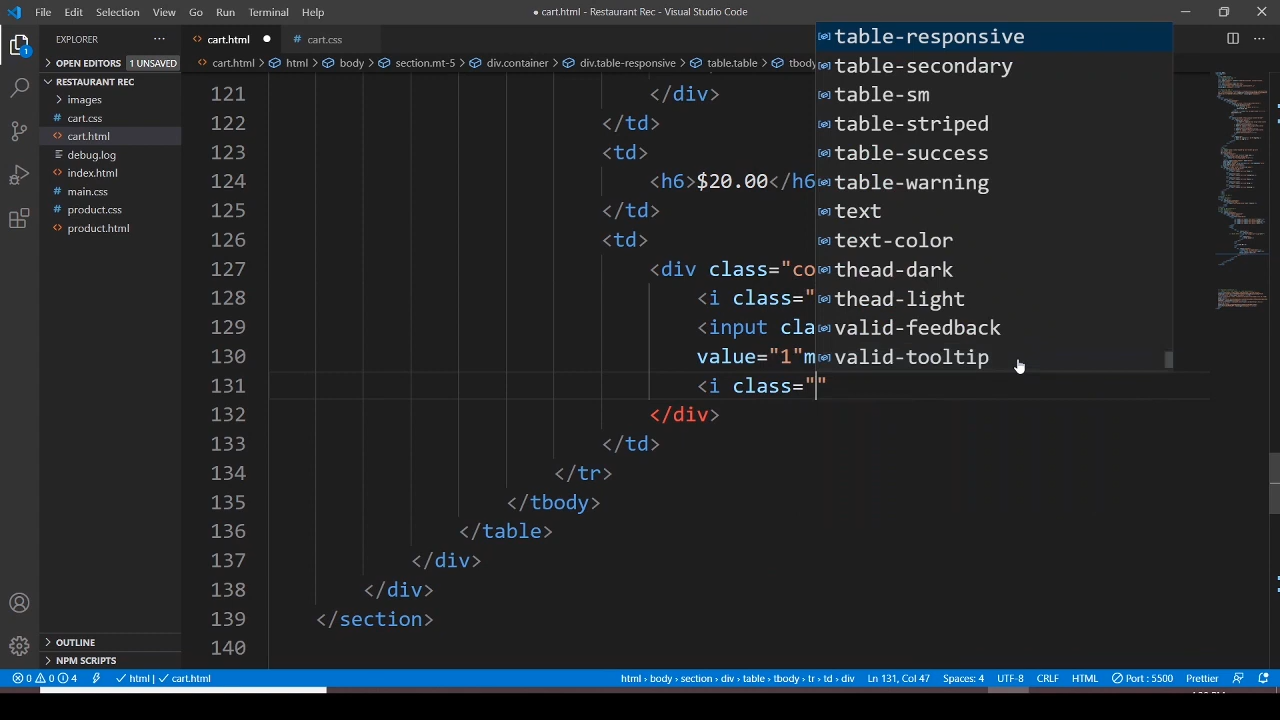 File Edit Selection View Go Run Terminal Help
● cart.html - Restaurant Rec - Visual Studio Code
EXPLORER ···
OPEN EDITORS 1 UNSAVED
RESTAURANT REC
images
cart.css
cart.html
debug.log
index.html
main.css
product.css
product.html
OUTLINE
NPM SCRIPTS
1
cart.html ●
cart.css
cart.html > html > body > section.mt-5 > div.container > div.table-responsive > table.table > tbody
121 </div>
122 </td>
123 <td>
124 <h6>$20.00</h6
125 </td>
126 <td>
127 <div class="co
128 <i class="
129 <input cla
130 value="1"m
131 <i class=""
132 </div>
133 </td>
134 </tr>
135 </tbody>
136 </table>
137 </div>
138 </div>
139 </section>
140
table-responsive
table-secondary
table-sm
table-striped
table-success
table-warning
text
text-color
thead-dark
thead-light
valid-feedback
valid-tooltip
0 0 4 html | cart.html html › body › section › div › table › tbody › tr › td › div Ln 131, Col 47 Spaces: 4 UTF-8 CRLF HTML Port : 5500 Prettier